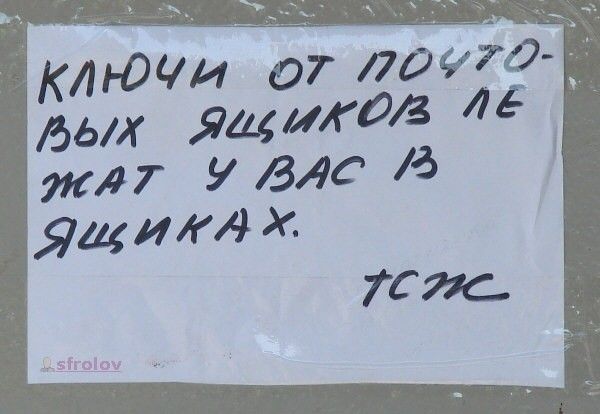 КЛЮЧИ ОТ ПОЧТО-
ВЫХ ЯЩИКОВ ЛЕ
ЖАТ У ВАС В
ЯЩИКАХ.
ТСЖ
sfrolov